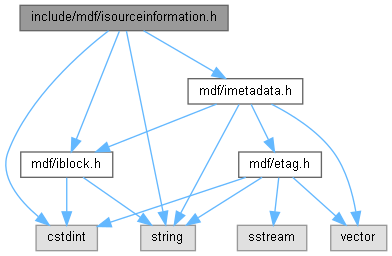 include/mdf/isourceinformation.h
mdf/imetadata.h
mdf/iblock.h
mdf/etag.h
cstdint
string
sstream
vector